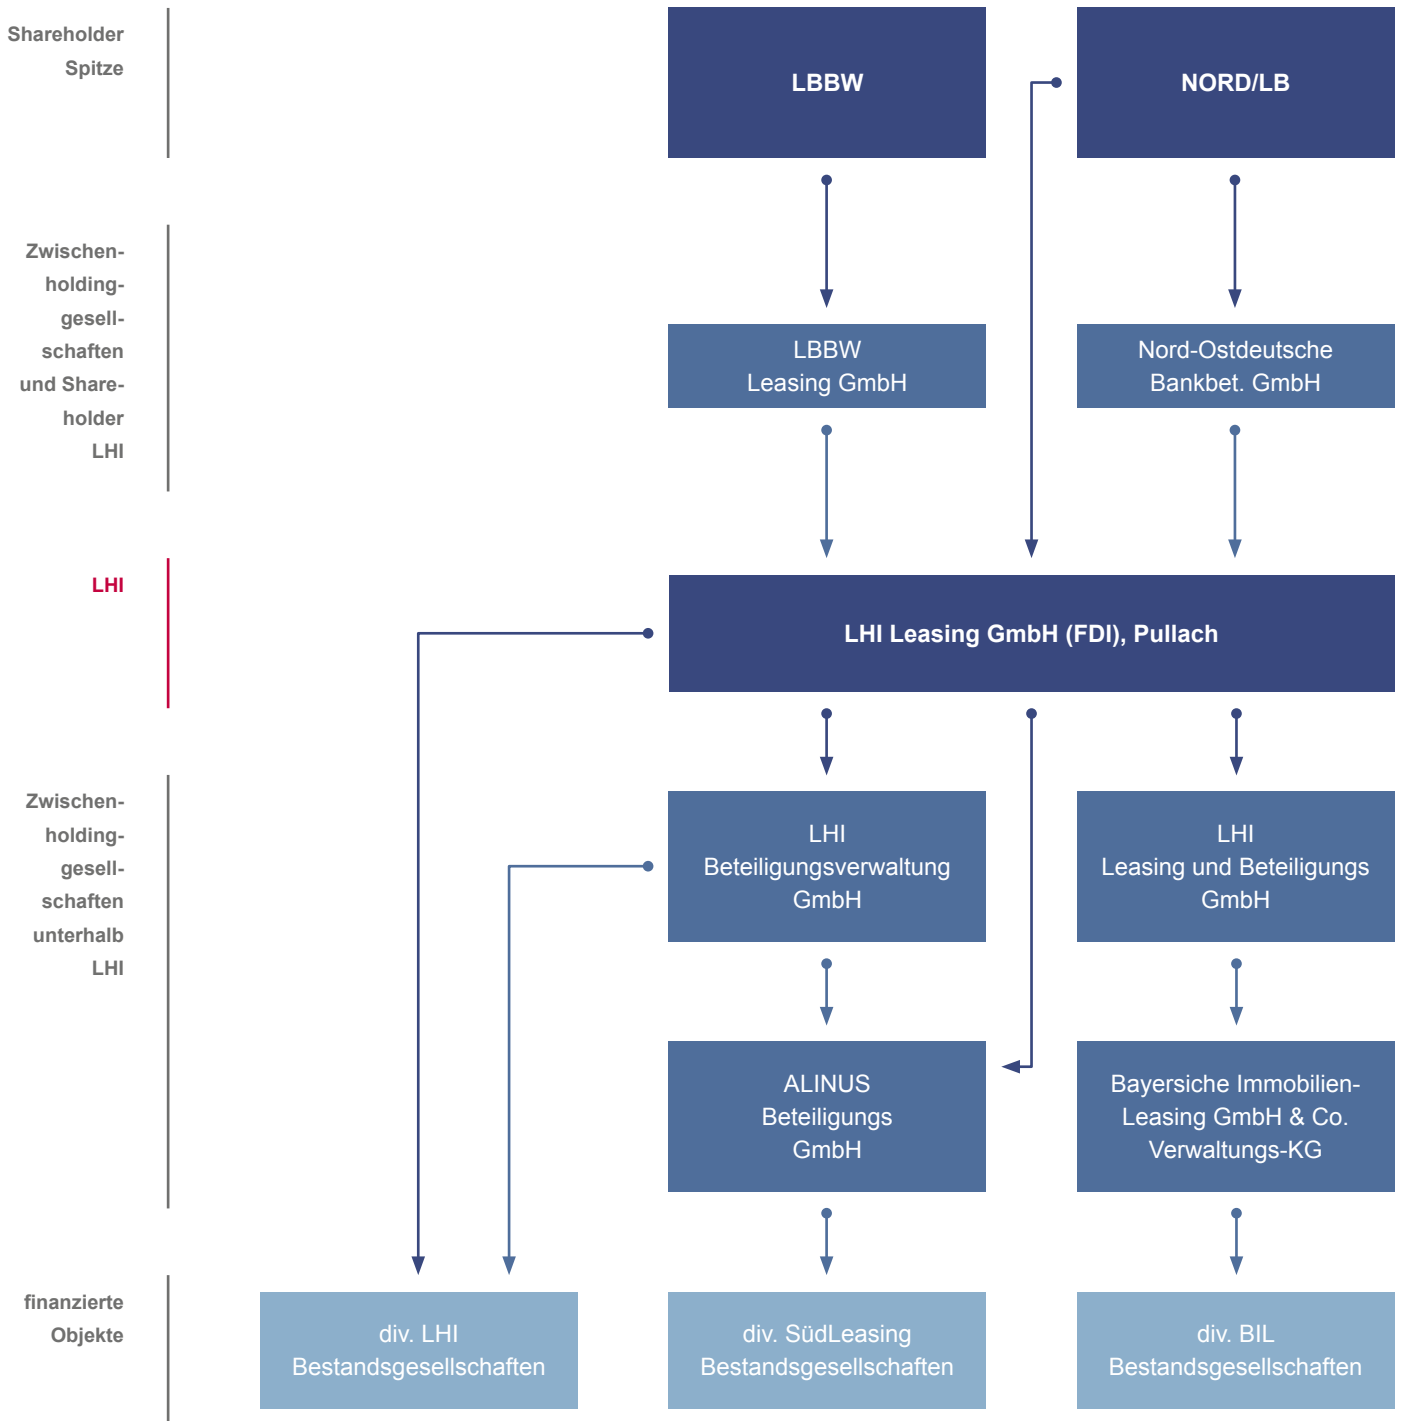 Shareholder
Spitze
LBBW
NORD/LB
Zwischen-
holding-
gesell-
schaften
und Share-
holder
LHI
LBBW
Leasing GmbH
Nord-Ostdeutsche
Bankbet. GmbH
LHI
LHI Leasing GmbH (FDI), Pullach
Zwischen-
holding-
gesell-
schaften
unterhalb
LHI
LHI
Beteiligungsverwaltung
GmbH
LHI
Leasing und Beteiligungs
GmbH
ALINUS
Beteiligungs
GmbH
Bayersiche Immobilien-
Leasing GmbH & Co.
Verwaltungs-KG
finanzierte
Objekte
div. LHI
Bestandsgesellschaften
div. SüdLeasing
Bestandsgesellschaften
div. BIL
Bestandsgesellschaften